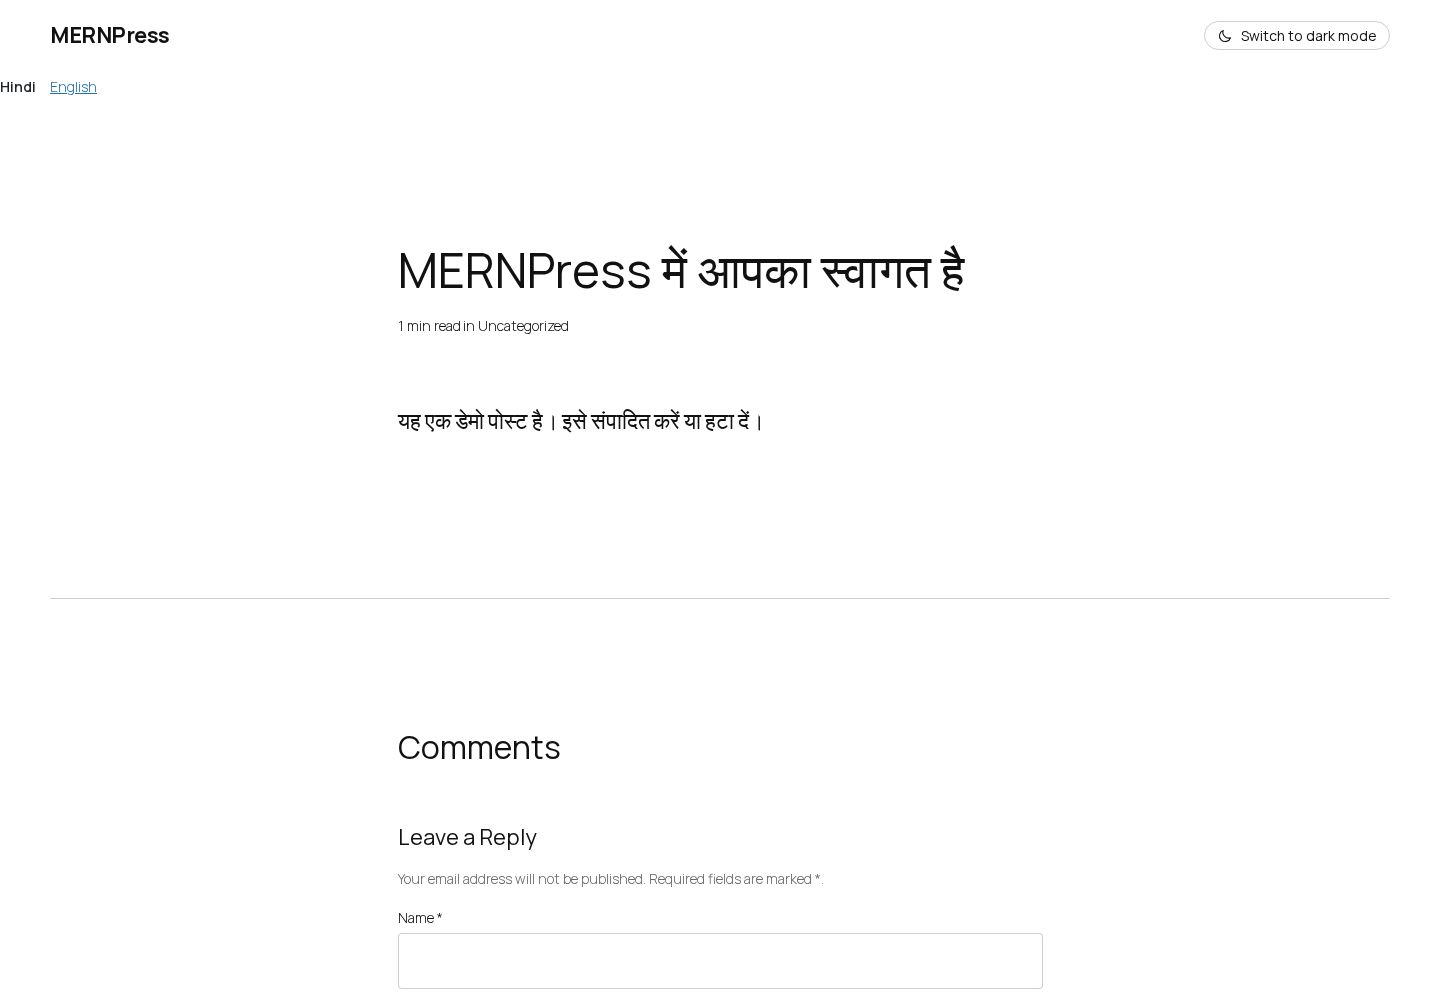 MERNPress
Switch to dark mode
Hindi English
MERNPress में आपका स्वागत है
1 min read in Uncategorized
यह एक डेमो पोस्ट है। इसे संपादित करें या हटा दें।
Comments
Leave a Reply
Your email address will not be published. Required fields are marked *.
Name *